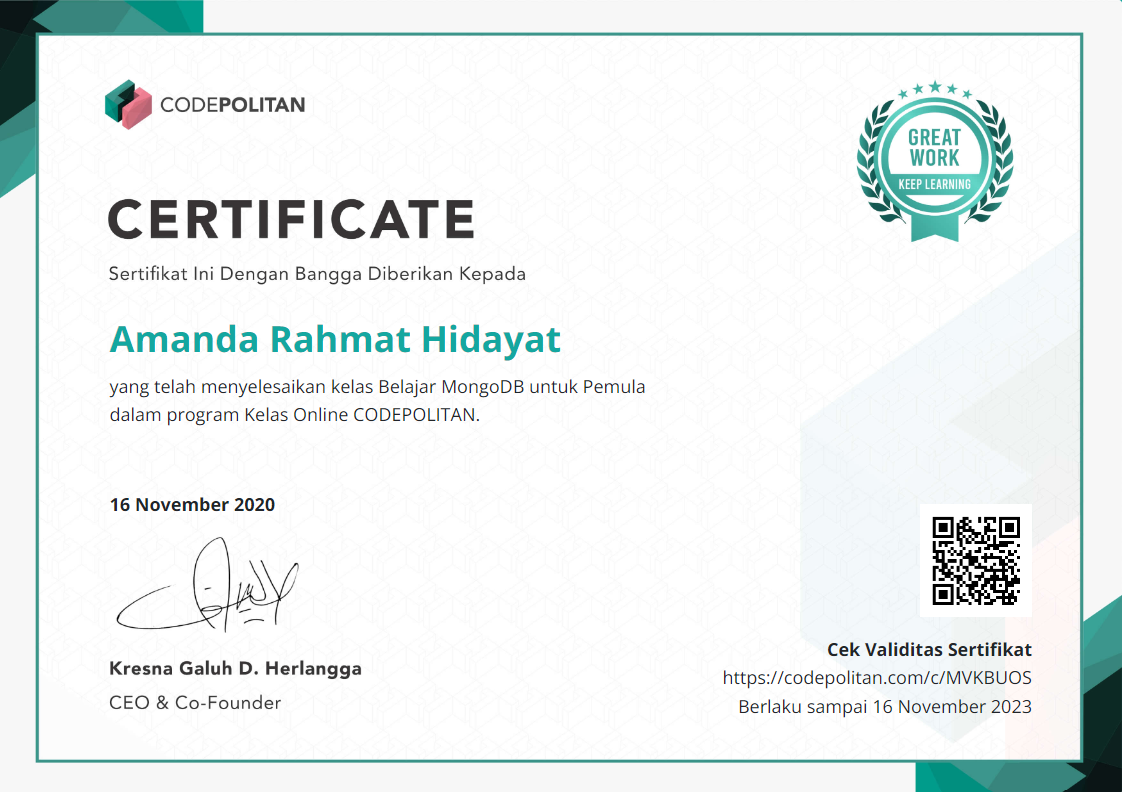 CODEPOLITAN
GREAT
WORK
KEEP LEARNING
CERTIFICATE
Sertifikat Ini Dengan Bangga Diberikan Kepada
Amanda Rahmat Hidayat
yang telah menyelesaikan kelas Belajar MongoDB untuk Pemula
dalam program Kelas Online CODEPOLITAN.
16 November 2020
Kresna Galuh D. Herlangga
CEO & Co-Founder
Cek Validitas Sertifikat
https://codepolitan.com/c/MVKBUOS
Berlaku sampai 16 November 2023